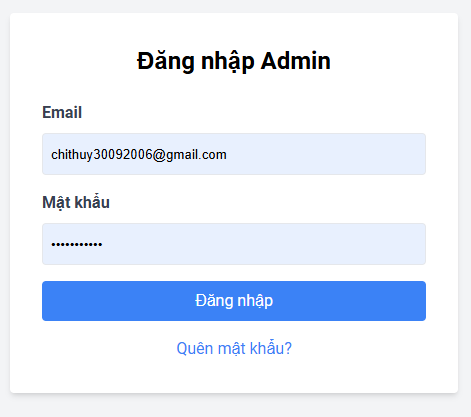 Đăng nhập Admin
Email
chithuy30092006@gmail.com
Mật khẩu
•••••••••••
Đăng nhập
Quên mật khẩu?